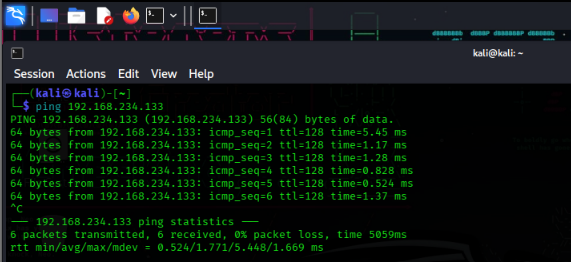 kali@kali: ~
Session Actions Edit View Help
┌──(kali㉿kali)-[~]
└─$ ping 192.168.234.133
PING 192.168.234.133 (192.168.234.133) 56(84) bytes of data.
64 bytes from 192.168.234.133: icmp_seq=1 ttl=128 time=5.45 ms
64 bytes from 192.168.234.133: icmp_seq=2 ttl=128 time=1.17 ms
64 bytes from 192.168.234.133: icmp_seq=3 ttl=128 time=1.28 ms
64 bytes from 192.168.234.133: icmp_seq=4 ttl=128 time=0.828 ms
64 bytes from 192.168.234.133: icmp_seq=5 ttl=128 time=0.524 ms
64 bytes from 192.168.234.133: icmp_seq=6 ttl=128 time=1.37 ms
^C
─── 192.168.234.133 ping statistics ───
6 packets transmitted, 6 received, 0% packet loss, time 5059ms
rtt min/avg/max/mdev = 0.524/1.771/5.448/1.669 ms